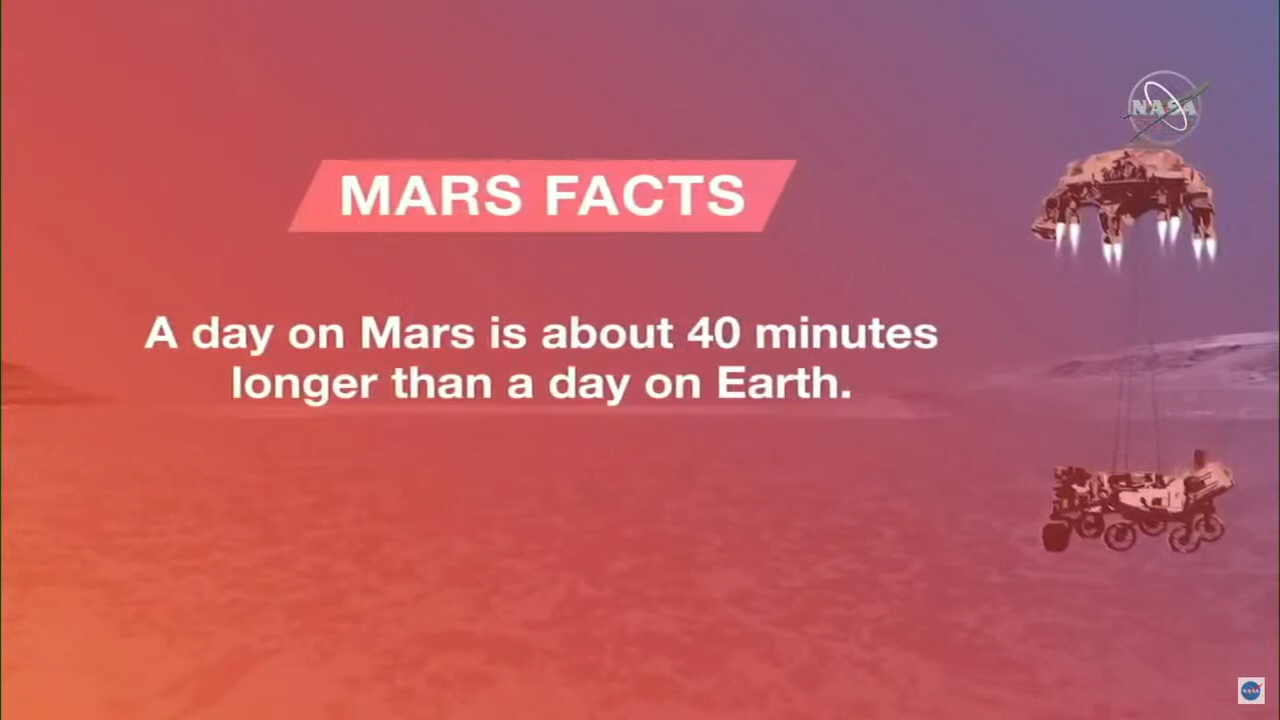 NASA
MARS FACTS
A day on Mars is about 40 minutes
longer than a day on Earth.
NASA